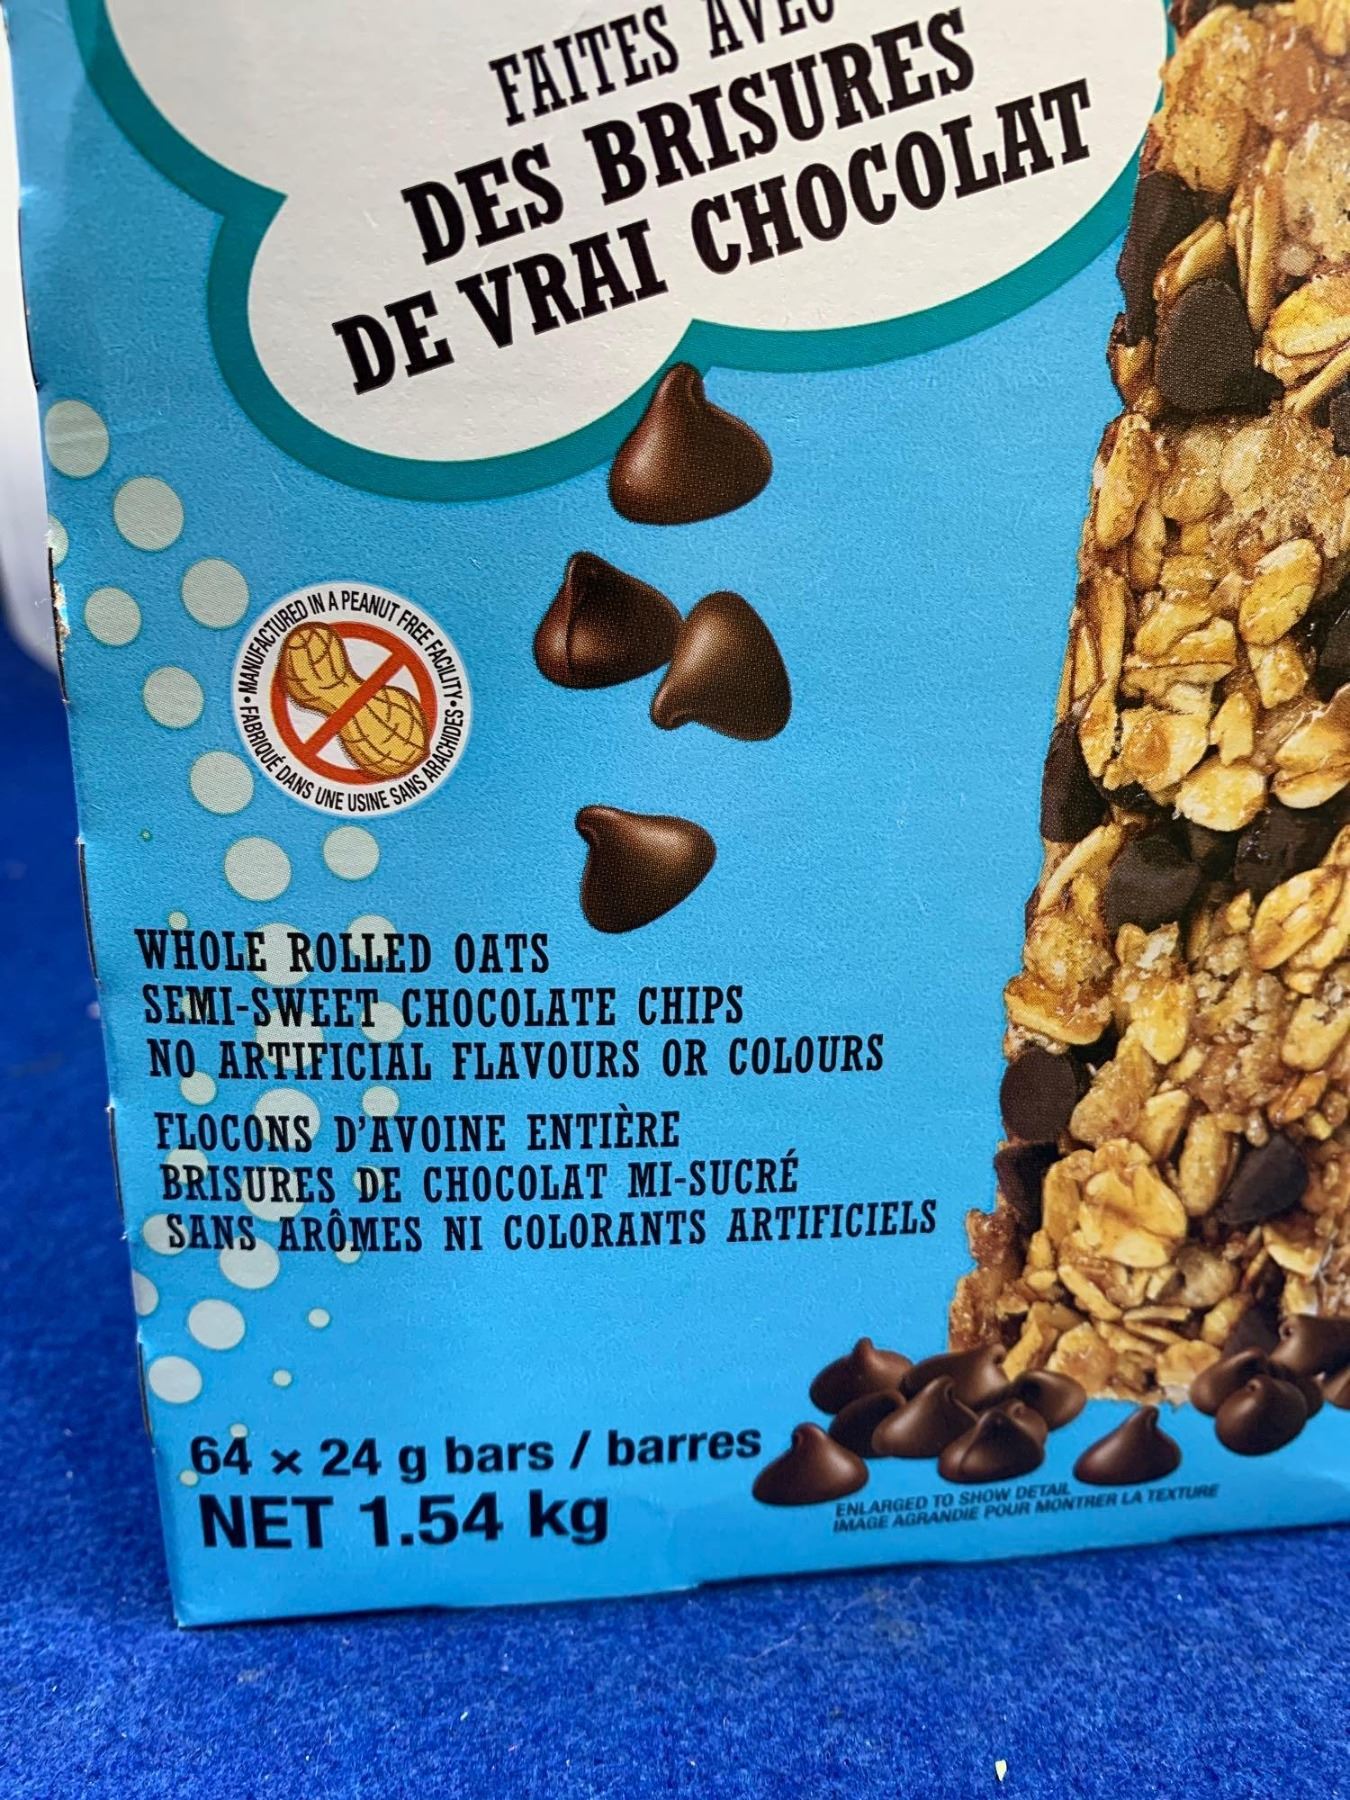 FAITES AVEC
DES BRISURES
DE VRAI CHOCOLAT
• MANUFACTURED IN A PEANUT FREE FACILITY •
FABRIQUÉ DANS UNE USINE SANS ARACHIDES
WHOLE ROLLED OATS
SEMI-SWEET CHOCOLATE CHIPS
NO ARTIFICIAL FLAVOURS OR COLOURS
FLOCONS D'AVOINE ENTIÈRE
BRISURES DE CHOCOLAT MI-SUCRÉ
SANS ARÔMES NI COLORANTS ARTIFICIELS
64 × 24 g bars / barres
NET 1.54 kg
ENLARGED TO SHOW DETAIL
IMAGE AGRANDIE POUR MONTRER LA TEXTURE